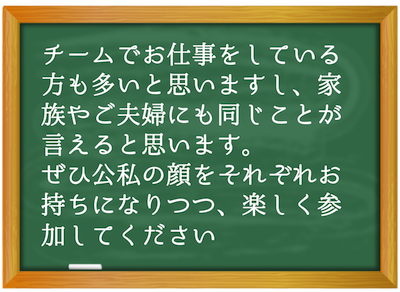 チームでお仕事をしている
方も多いと思いますし、家
族やご夫婦にも同じことが
言えると思います。
ぜひ公私の顔をそれぞれお
持ちになりつつ、楽しく参
加してください